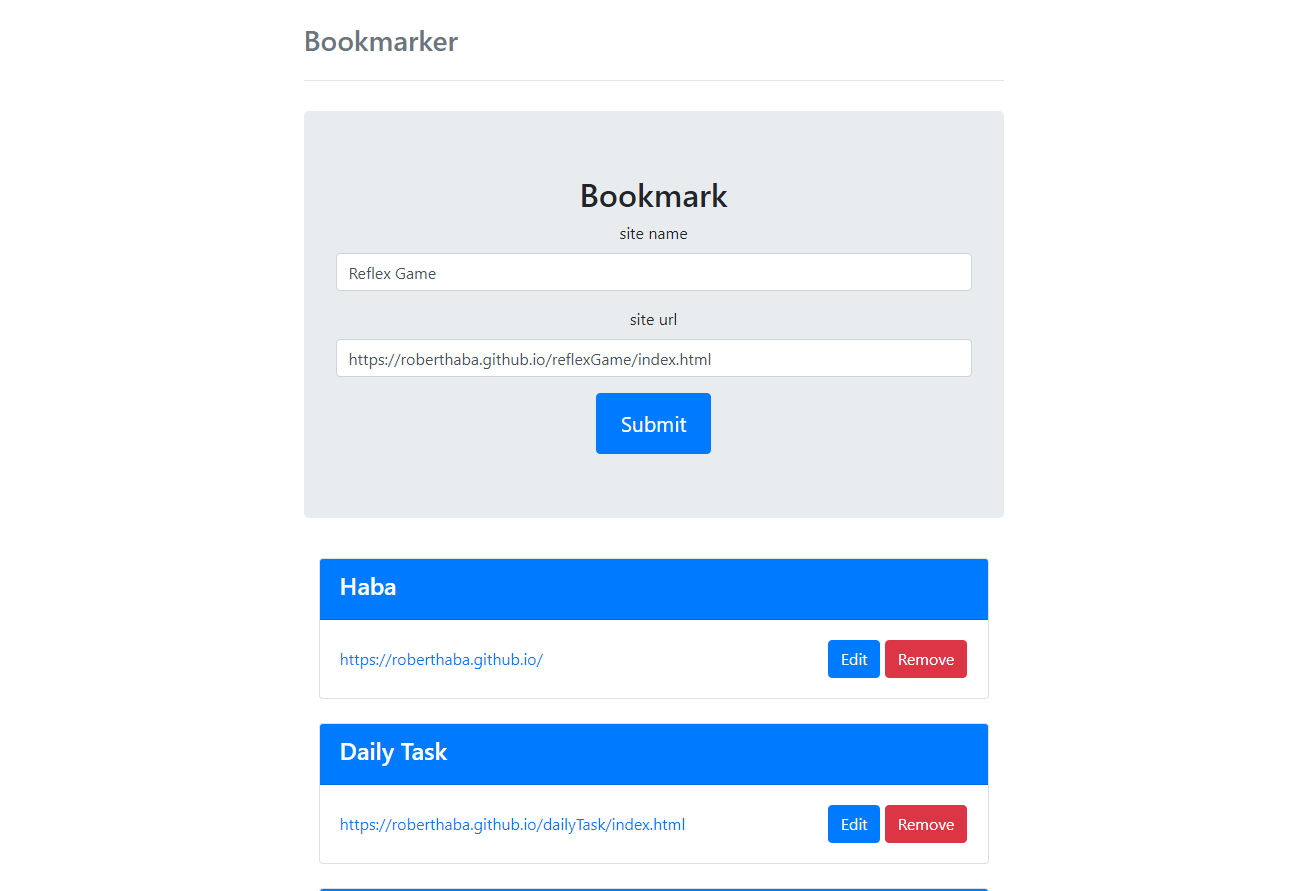 Bookmarker
Bookmark
site name
Reflex Game
site url
https://roberthaba.github.io/reflexGame/index.html
Submit
Haba
https://roberthaba.github.io/ Edit Remove
Daily Task
https://roberthaba.github.io/dailyTask/index.html Edit Remove